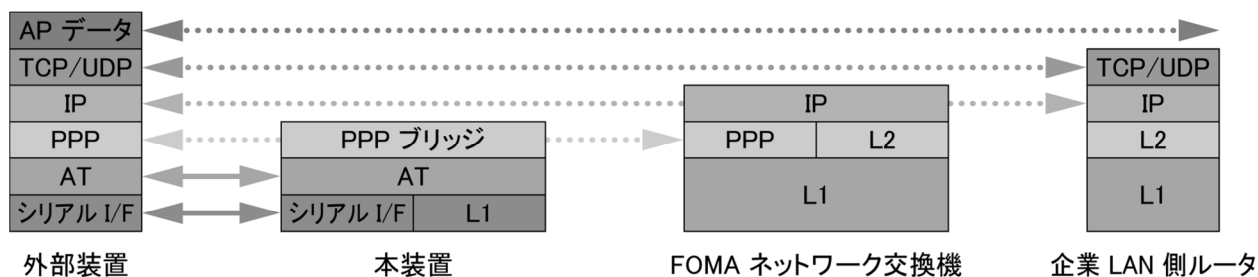 AP データ
TCP/UDP
IP
PPP
AT
シリアル I/F
外部装置
PPP ブリッジ
AT
シリアル I/F
L1
本装置
IP
PPP
L2
L1
FOMA ネットワーク交換機
TCP/UDP
IP
L2
L1
企業 LAN 側ルータ